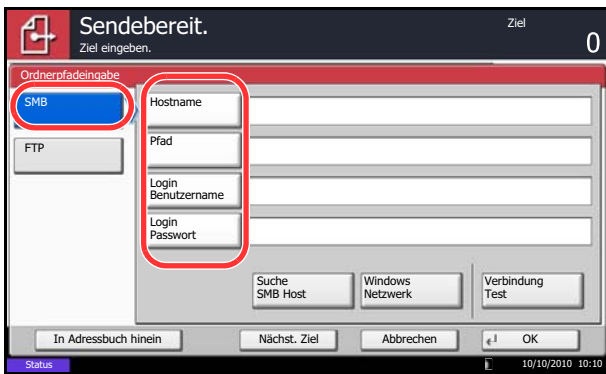 Sendebereit.
Ziel eingeben.
Ziel
0
Ordnerpfadeingabe
SMB
FTP
Hostname
Pfad
Login
Benutzername
Login
Passwort
Suche
SMB Host
Windows
Netzwerk
Verbindung
Test
In Adressbuch hinein
Nächst. Ziel
Abbrechen
OK
Status
10/10/2010 10:10